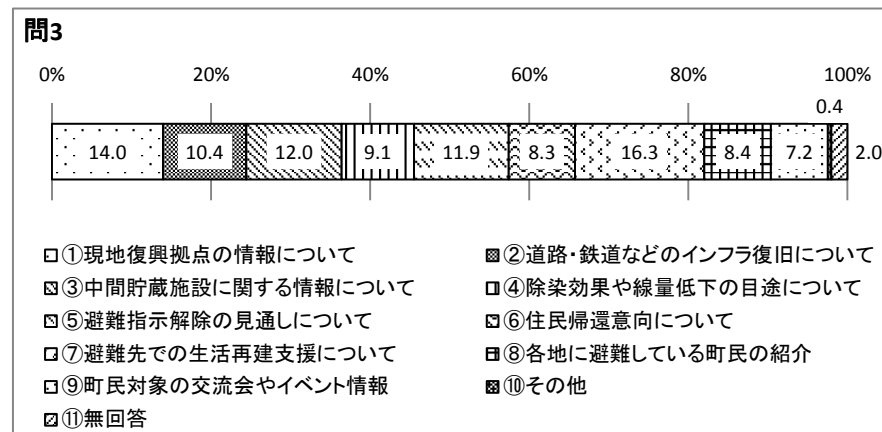 問3
0% 20% 40% 60% 80% 100%
0.4
14.0 10.4 12.0 9.1 11.9 8.3 16.3 8.4 7.2 2.0
①現地復興拠点の情報について ②道路・鉄道などのインフラ復旧について
③中間貯蔵施設に関する情報について ④除染効果や線量低下の目途について
⑤避難指示解除の見通しについて ⑥住民帰還意向について
⑦避難先での生活再建支援について ⑧各地に避難している町民の紹介
⑨町民対象の交流会やイベント情報 ⑩その他
⑪無回答